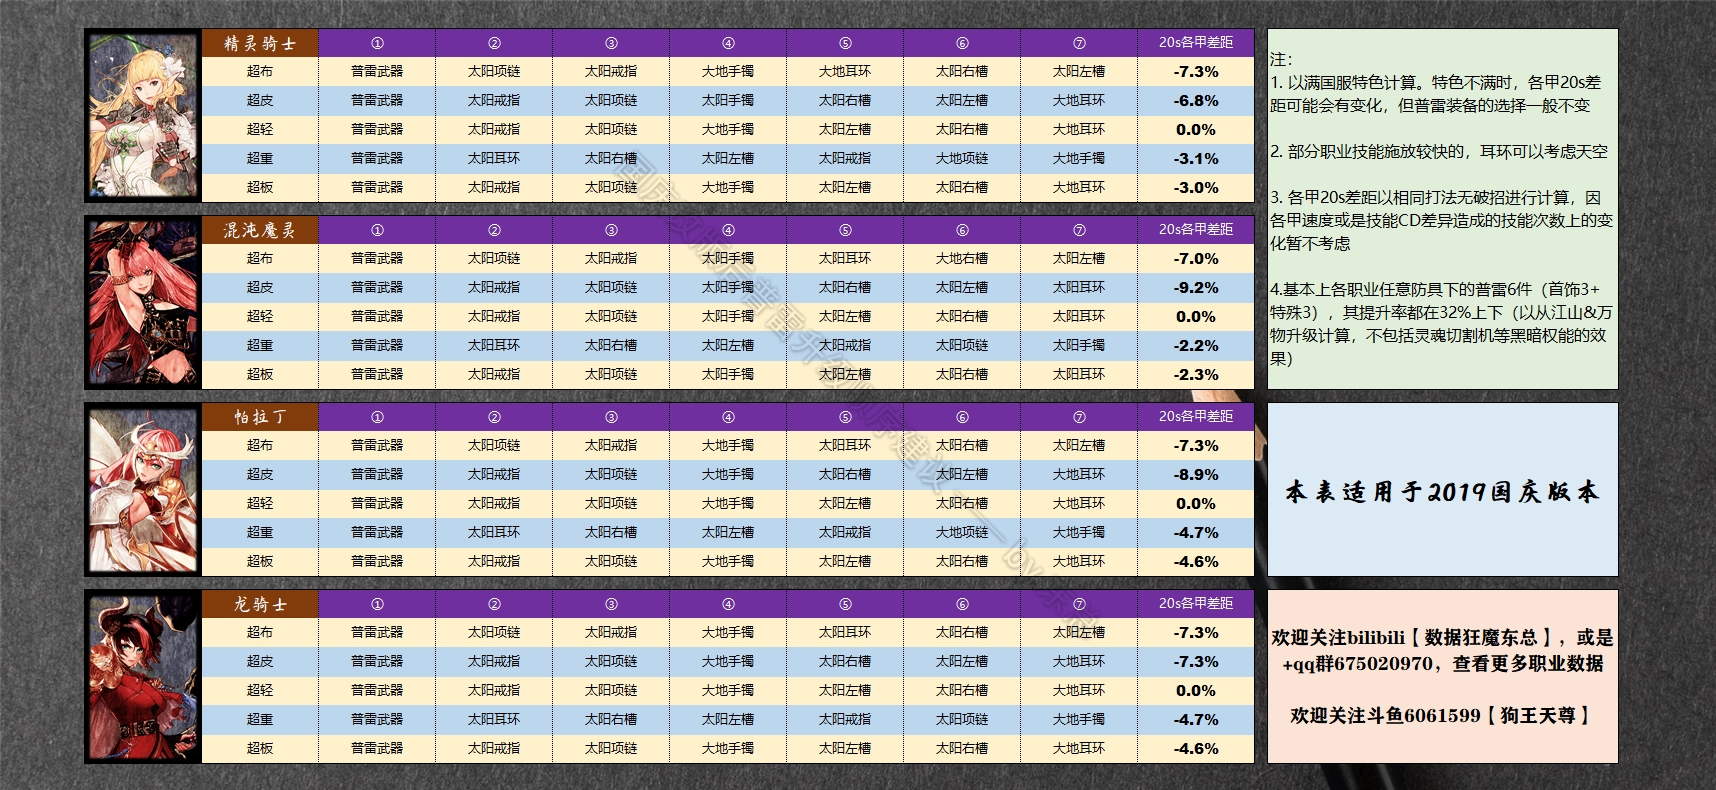 精灵骑士 ① ② ③ ④ ⑤ ⑥ ⑦ 20s各甲差距
超布 普雷武器 太阳项链 太阳戒指 大地手镯 大地耳环 太阳右槽 太阳左槽 -7.3%
超皮 普雷武器 太阳戒指 太阳项链 太阳手镯 太阳右槽 太阳左槽 大地耳环 -6.8%
超轻 普雷武器 太阳戒指 太阳项链 大地手镯 太阳左槽 太阳右槽 大地耳环 0.0%
超重 普雷武器 太阳耳环 太阳右槽 太阳左槽 太阳戒指 大地项链 大地手镯 -3.1%
超板 普雷武器 太阳戒指 太阳项链 大地手镯 太阳左槽 太阳右槽 大地耳环 -3.0%
混沌魔灵 ① ② ③ ④ ⑤ ⑥ ⑦ 20s各甲差距
超布 普雷武器 太阳项链 太阳戒指 太阳手镯 太阳耳环 大地右槽 太阳左槽 -7.0%
超皮 普雷武器 太阳戒指 太阳项链 太阳手镯 太阳右槽 太阳左槽 太阳耳环 -9.2%
超轻 普雷武器 太阳戒指 太阳项链 太阳手镯 太阳左槽 太阳右槽 太阳耳环 0.0%
超重 普雷武器 太阳耳环 太阳右槽 太阳左槽 太阳戒指 太阳项链 太阳手镯 -2.2%
超板 普雷武器 太阳戒指 太阳项链 太阳手镯 太阳左槽 太阳右槽 太阳耳环 -2.3%
帕拉丁 ① ② ③ ④ ⑤ ⑥ ⑦ 20s各甲差距
超布 普雷武器 太阳项链 太阳戒指 大地手镯 太阳耳环 太阳右槽 太阳左槽 -7.3%
超皮 普雷武器 太阳戒指 太阳项链 大地手镯 太阳右槽 太阳左槽 大地耳环 -8.9%
超轻 普雷武器 太阳戒指 太阳项链 大地手镯 太阳左槽 太阳右槽 大地耳环 0.0%
超重 普雷武器 太阳耳环 太阳右槽 太阳左槽 太阳戒指 大地项链 大地手镯 -4.7%
超板 普雷武器 太阳戒指 太阳项链 大地手镯 太阳左槽 太阳右槽 大地耳环 -4.6%
龙骑士 ① ② ③ ④ ⑤ ⑥ ⑦ 20s各甲差距
超布 普雷武器 太阳项链 太阳戒指 大地手镯 太阳耳环 太阳右槽 太阳左槽 -7.3%
超皮 普雷武器 太阳戒指 太阳项链 大地手镯 太阳右槽 太阳左槽 大地耳环 -7.3%
超轻 普雷武器 太阳戒指 太阳项链 大地手镯 太阳左槽 太阳右槽 大地耳环 0.0%
超重 普雷武器 太阳耳环 太阳右槽 太阳左槽 太阳戒指 太阳项链 大地手镯 -4.7%
超板 普雷武器 太阳戒指 太阳项链 大地手镯 太阳左槽 太阳右槽 大地耳环 -4.6%
注：
1. 以满国服特色计算。特色不满时，各甲20s差
距可能会有变化，但普雷装备的选择一般不变
2. 部分职业技能施放较快的，耳环可以考虑天空
3. 各甲20s差距以相同打法无破招进行计算，因
各甲速度或是技能CD差异造成的技能次数上的变
化暂不考虑
4.基本上各职业任意防具下的普雷6件（首饰3+
特殊3），其提升率都在32%上下（以从江山&万
物升级计算，不包括灵魂切割机等黑暗权能的效
果）
本表适用于2019国庆版本
欢迎关注bilibili【数据狂魔东总】，或是
+qq群675020970，查看更多职业数据
欢迎关注斗鱼6061599【狗王天尊】
国庆改版后普雷升级顺序建议——by东总